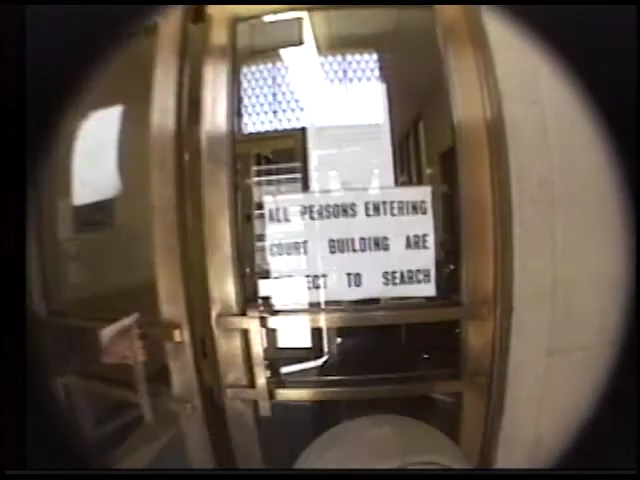 ALL PERSONS ENTERING
COURT BUILDING ARE
TO SEARCH